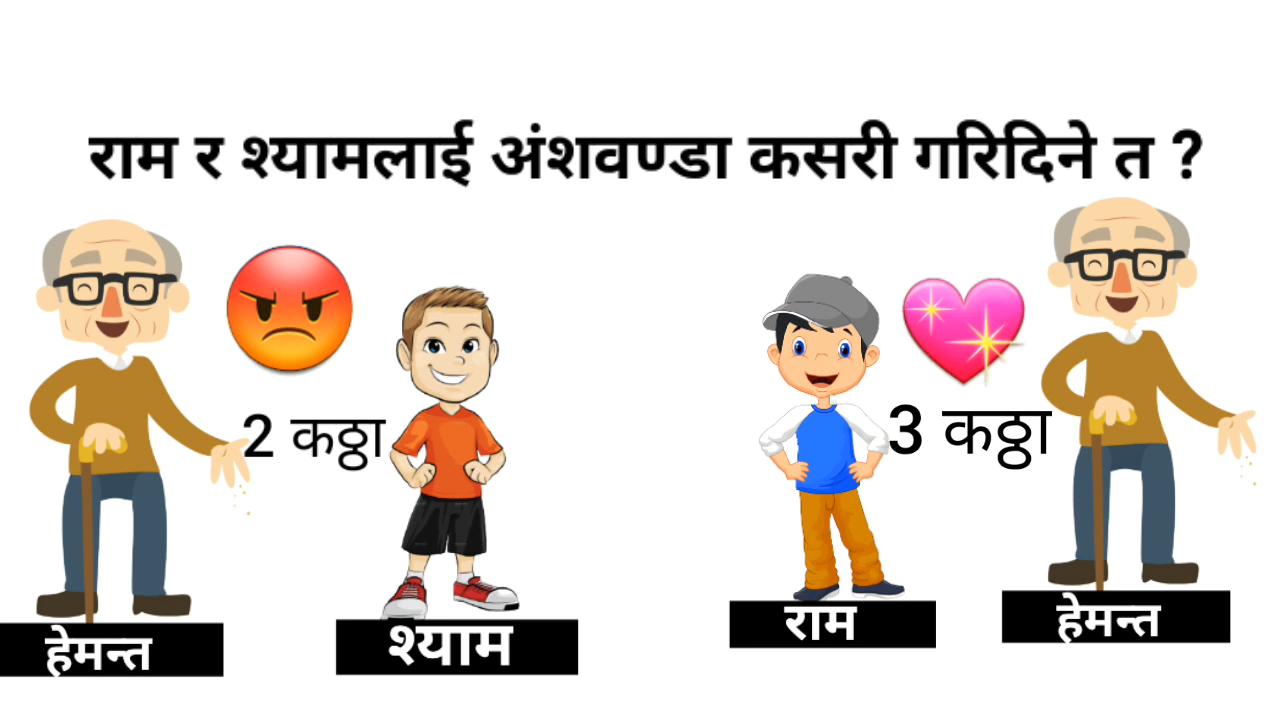 राम र श्यामलाई अंशवण्डा कसरी गरिदिने त ?
2 कठ्ठा
3 कठ्ठा
हेमन्त
श्याम
राम
हेमन्त